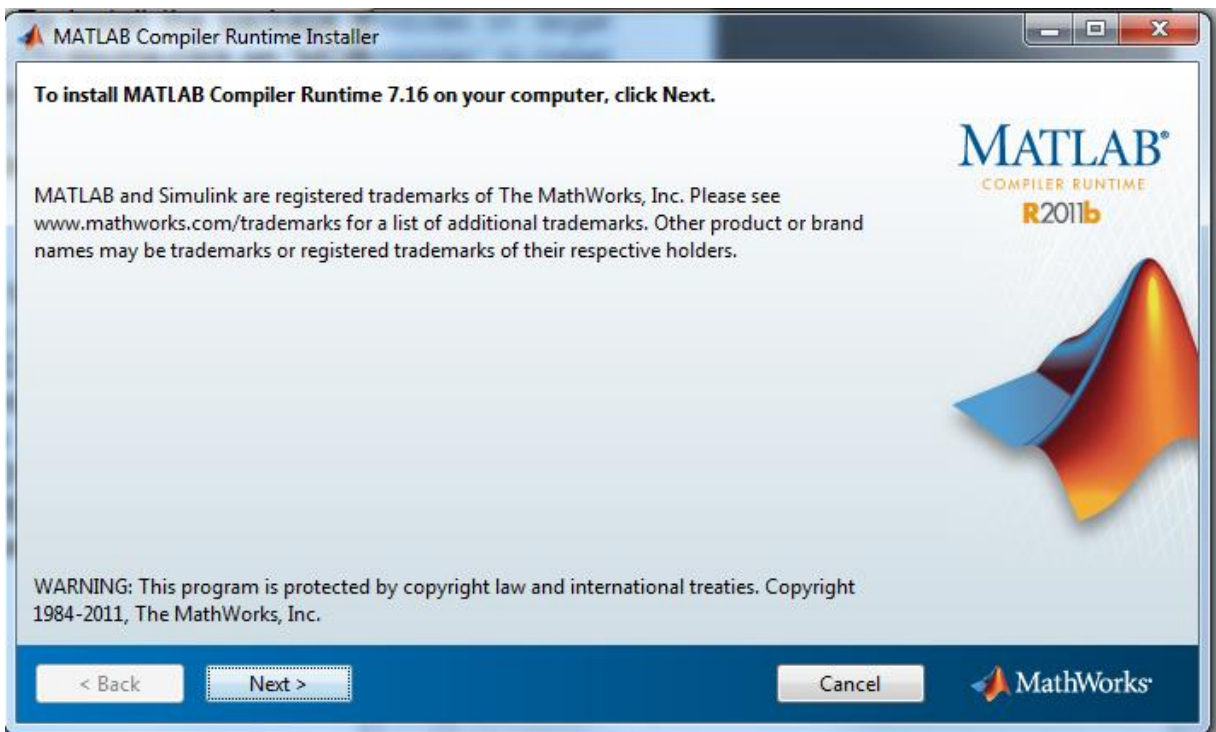 MATLAB Compiler Runtime Installer
To install MATLAB Compiler Runtime 7.16 on your computer, click Next.
MATLAB®
COMPILER RUNTIME
R2011b
MATLAB and Simulink are registered trademarks of The MathWorks, Inc. Please see
www.mathworks.com/trademarks for a list of additional trademarks. Other product or brand
names may be trademarks or registered trademarks of their respective holders.
WARNING: This program is protected by copyright law and international treaties. Copyright
1984-2011, The MathWorks, Inc.
< Back
Next >
Cancel
MathWorks®